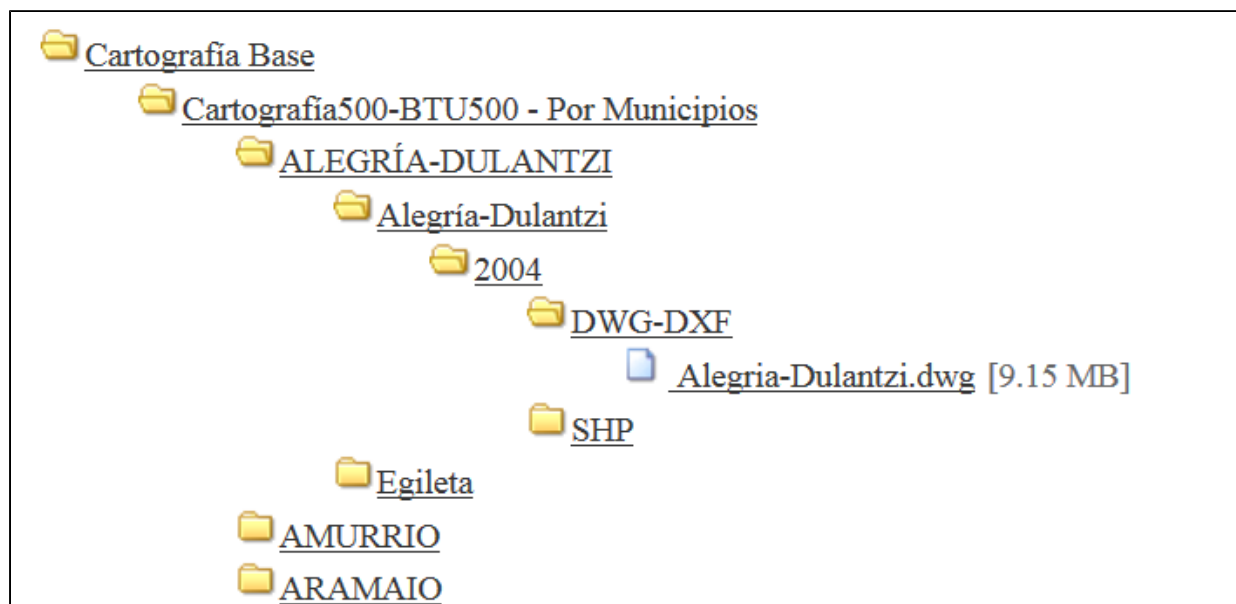 Cartografía Base
Cartografía500-BTU500 - Por Municipios
ALEGRÍA-DULANTZI
Alegría-Dulantzi
2004
DWG-DXF
Alegria-Dulantzi.dwg [9.15 MB]
SHP
Egileta
AMURRIO
ARAMAIO